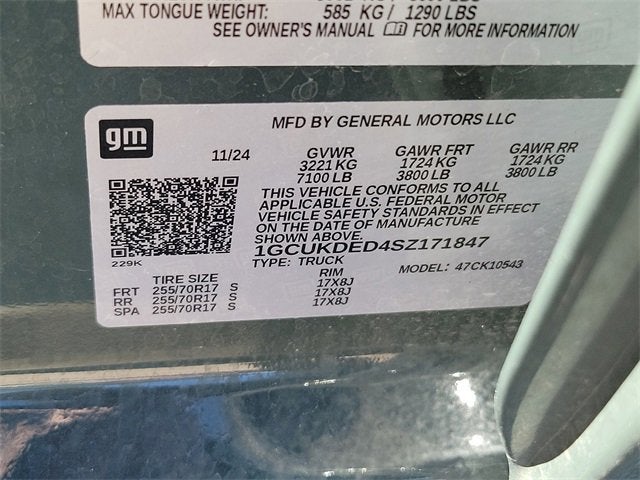 MAX TONGUE WEIGHT: 585 KG / 1290 LBS
SEE OWNER'S MANUAL FOR MORE INFORMATION
gm
MFD BY GENERAL MOTORS LLC
11/24 GVWR GAWR FRT GAWR RR
3221 KG 1724 KG 1724 KG
7100 LB 3800 LB 3800 LB
THIS VEHICLE CONFORMS TO ALL
APPLICABLE U.S. FEDERAL MOTOR
VEHICLE SAFETY STANDARDS IN EFFECT
ON THE DATE OF MANUFACTURE
SHOWN ABOVE.
1GCUKDED4SZ171847
229K
TYPE: TRUCK MODEL: 47CK10543
TIRE SIZE RIM
FRT 255/70R17 S 17X8J
RR 255/70R17 S 17X8J
SPA 255/70R17 S 17X8J